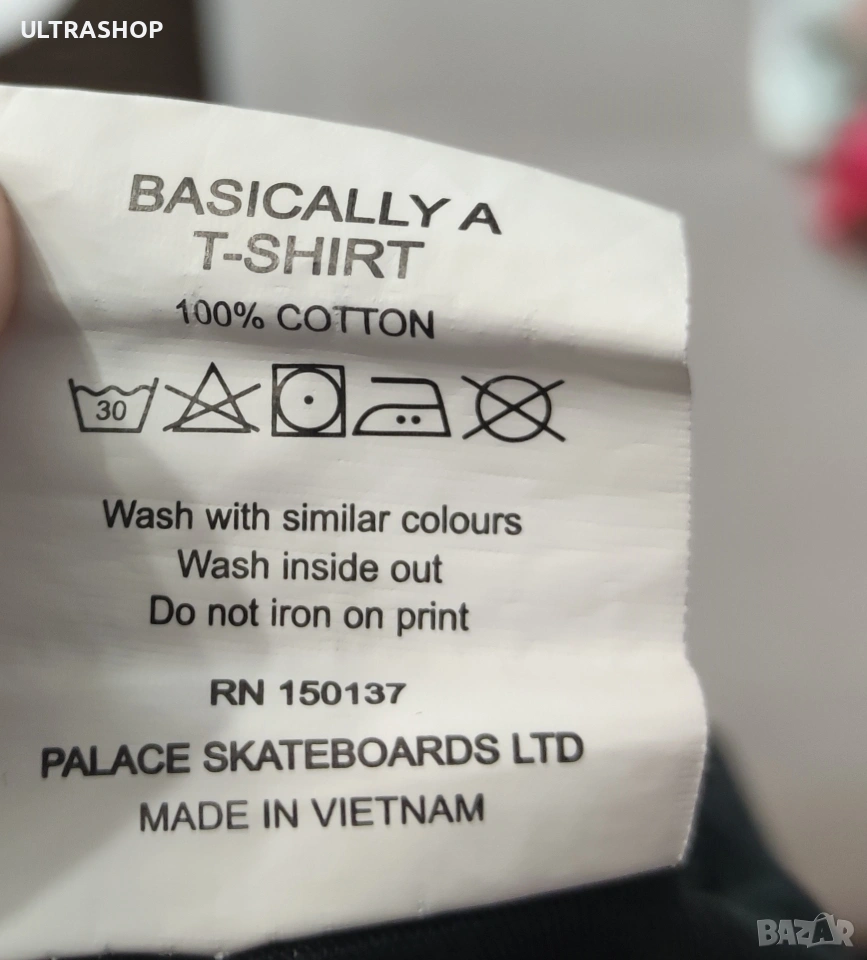 ULTRASHOP
BASICALLY A
T-SHIRT
100% COTTON
30
Wash with similar colours
Wash inside out
Do not iron on print
RN 150137
PALACE SKATEBOARDS LTD
MADE IN VIETNAM
BAZAR